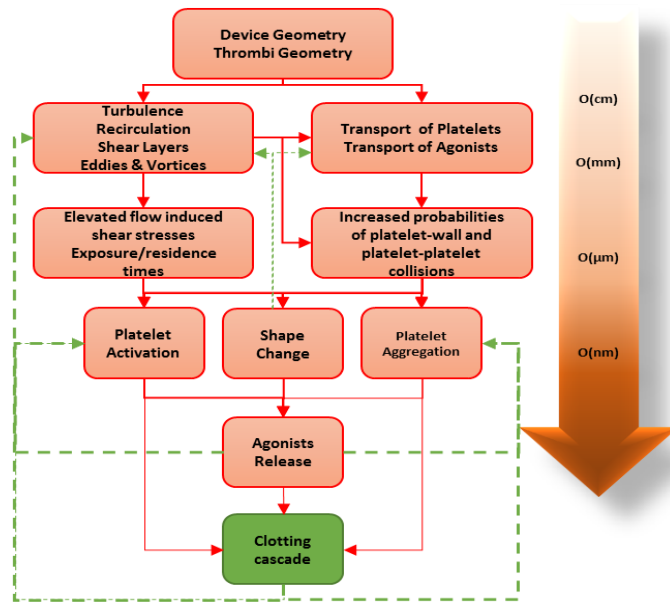 Device Geometry
Thrombi Geometry
Turbulence
Recirculation
Shear Layers
Eddies & Vortices
Transport of Platelets
Transport of Agonists
Elevated flow induced
shear stresses
Exposure/residence
times
Increased probabilities
of platelet-wall and
platelet-platelet
collisions
Platelet
Activation
Shape
Change
Platelet
Aggregation
Agonists
Release
Clotting
cascade
O(cm)
O(mm)
O(μm)
O(nm)